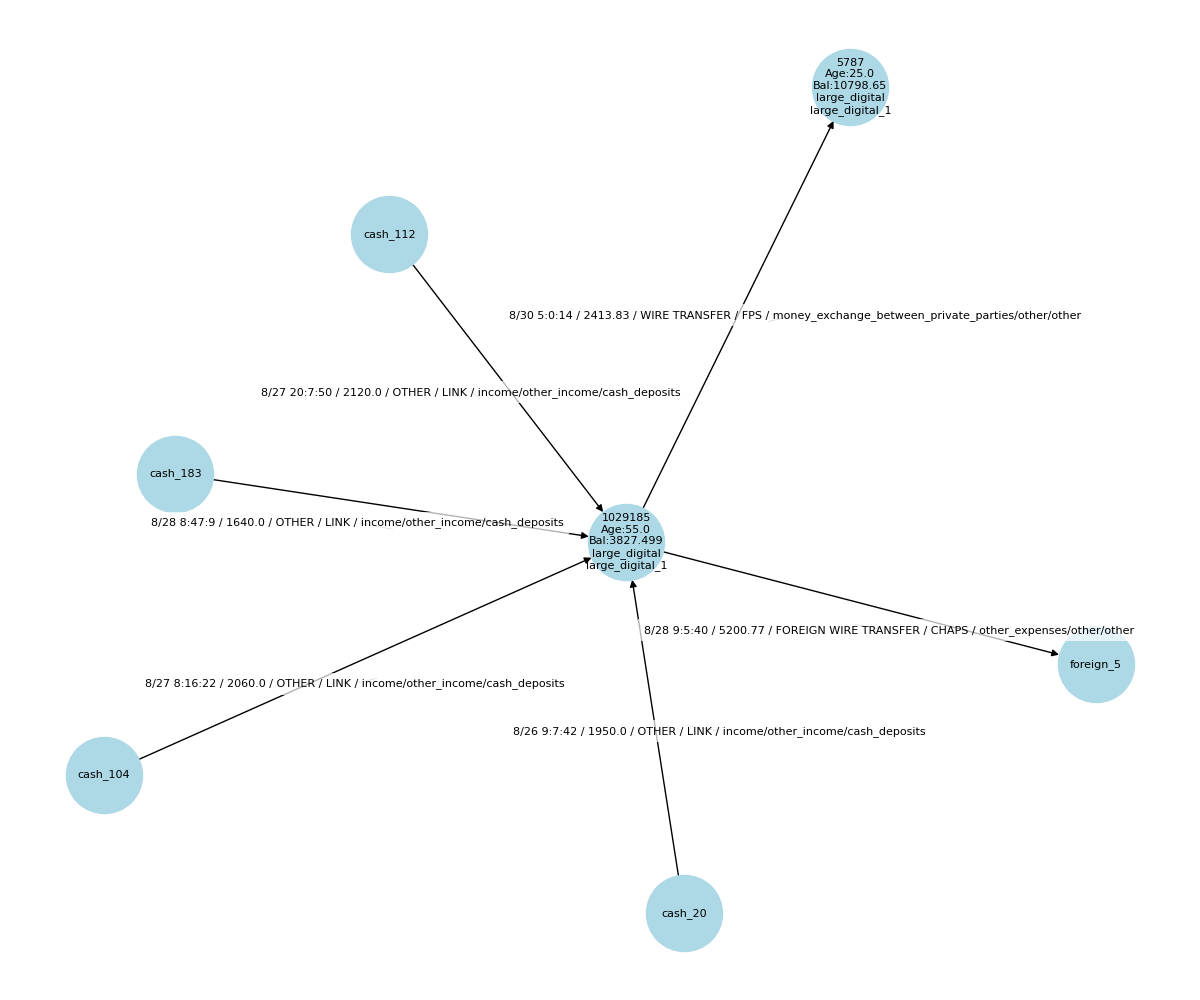 5787
Age:25.0
Bal:10798.65
large_digital
large_digital_1
cash_112
8/30 5:0:14 / 2413.83 / WIRE TRANSFER / FPS / money_exchange_between_private_parties/other/other
8/27 20:7:50 / 2120.0 / OTHER / LINK / income/other_income/cash_deposits
cash_183
8/28 8:47:9 / 1640.0 / OTHER / LINK / income/other_income/cash_deposits
1029185
Age:55.0
Bal:3827.499
large_digital
large_digital_1
8/28 9:5:40 / 5200.77 / FOREIGN WIRE TRANSFER / CHAPS / other_expenses/other/other
foreign_5
8/27 8:16:22 / 2060.0 / OTHER / LINK / income/other_income/cash_deposits
8/26 9:7:42 / 1950.0 / OTHER / LINK / income/other_income/cash_deposits
cash_104
cash_20